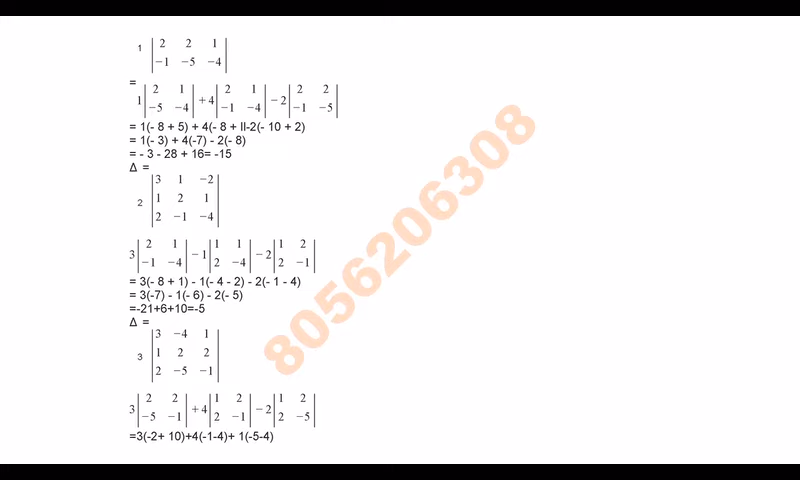 1 | 2 2 1 |
| −1 −5 −4 |
=
1 | 2 1 | + 4 | 2 1 | − 2 | 2 2 |
| −5 −4 | | −1 −4 | | −1 −5 |
= 1(- 8 + 5) + 4(- 8 + ll-2(- 10 + 2)
= 1(- 3) + 4(-7) - 2(- 8)
= - 3 - 28 + 16= -15
Δ =
| 3 1 −2 |
2 | 1 2 1 |
| 2 −1 −4 |
3 | 2 1 | − 1 | 1 1 | − 2 | 1 2 |
| −1 −4 | | 2 −4 | | 2 −1 |
= 3(- 8 + 1) - 1(- 4 - 2) - 2(- 1 - 4)
= 3(-7) - 1(- 6) - 2(- 5)
=-21+6+10=-5
Δ =
| 3 −4 1 |
3 | 1 2 2 |
| 2 −5 −1 |
3 | 2 2 | + 4 | 1 2 | − 2 | 1 2 |
| −5 −1 | | 2 −1 | | 2 −5 |
=3(-2+ 10)+4(-1-4)+ 1(-5-4)
8056206308